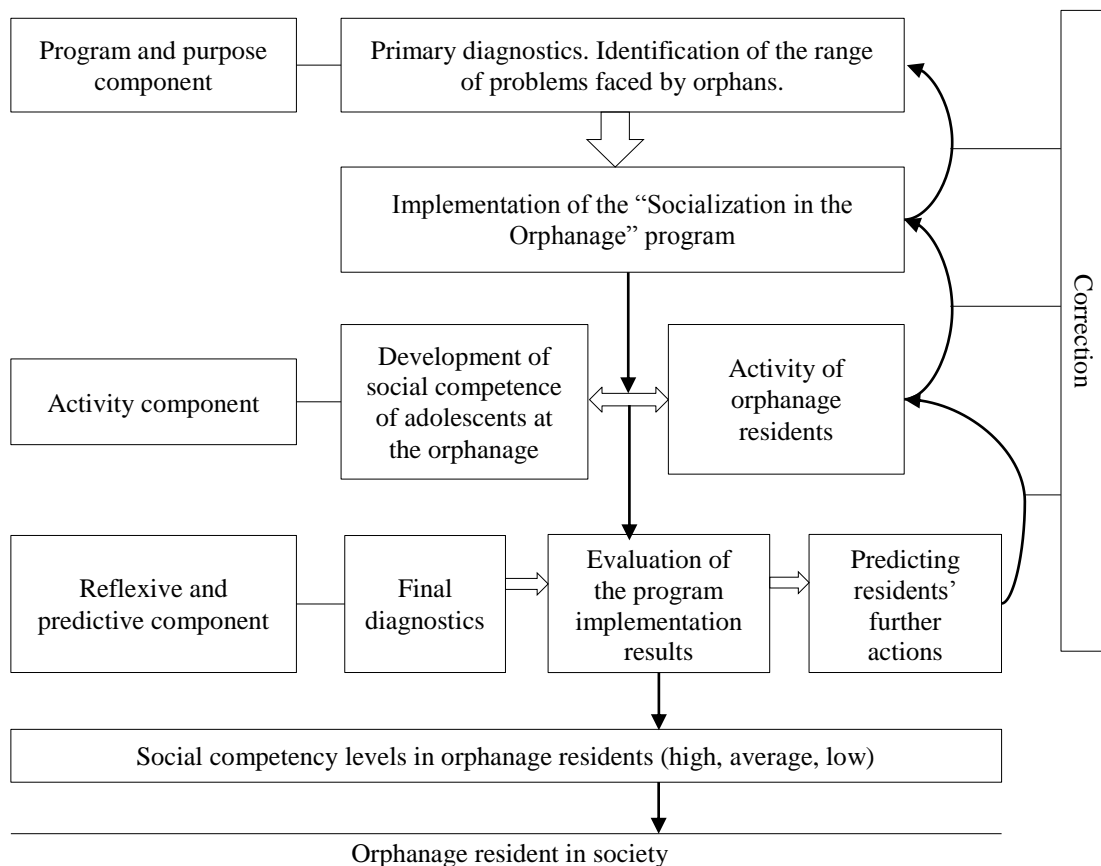 Program and purpose
component
Primary diagnostics. Identification of the range
of problems faced by orphans.
Implementation of the “Socialization in the
Orphanage” program
Correction
Activity component
Development of
social competence
of adolescents at
the orphanage
Activity of
orphanage
residents
Reflexive and
predictive component
Final
diagnostics
Evaluation of
the program
implementation
results
Predicting
residents’
further
actions
Social competency levels in orphanage residents (high, average, low)
Orphanage resident in society